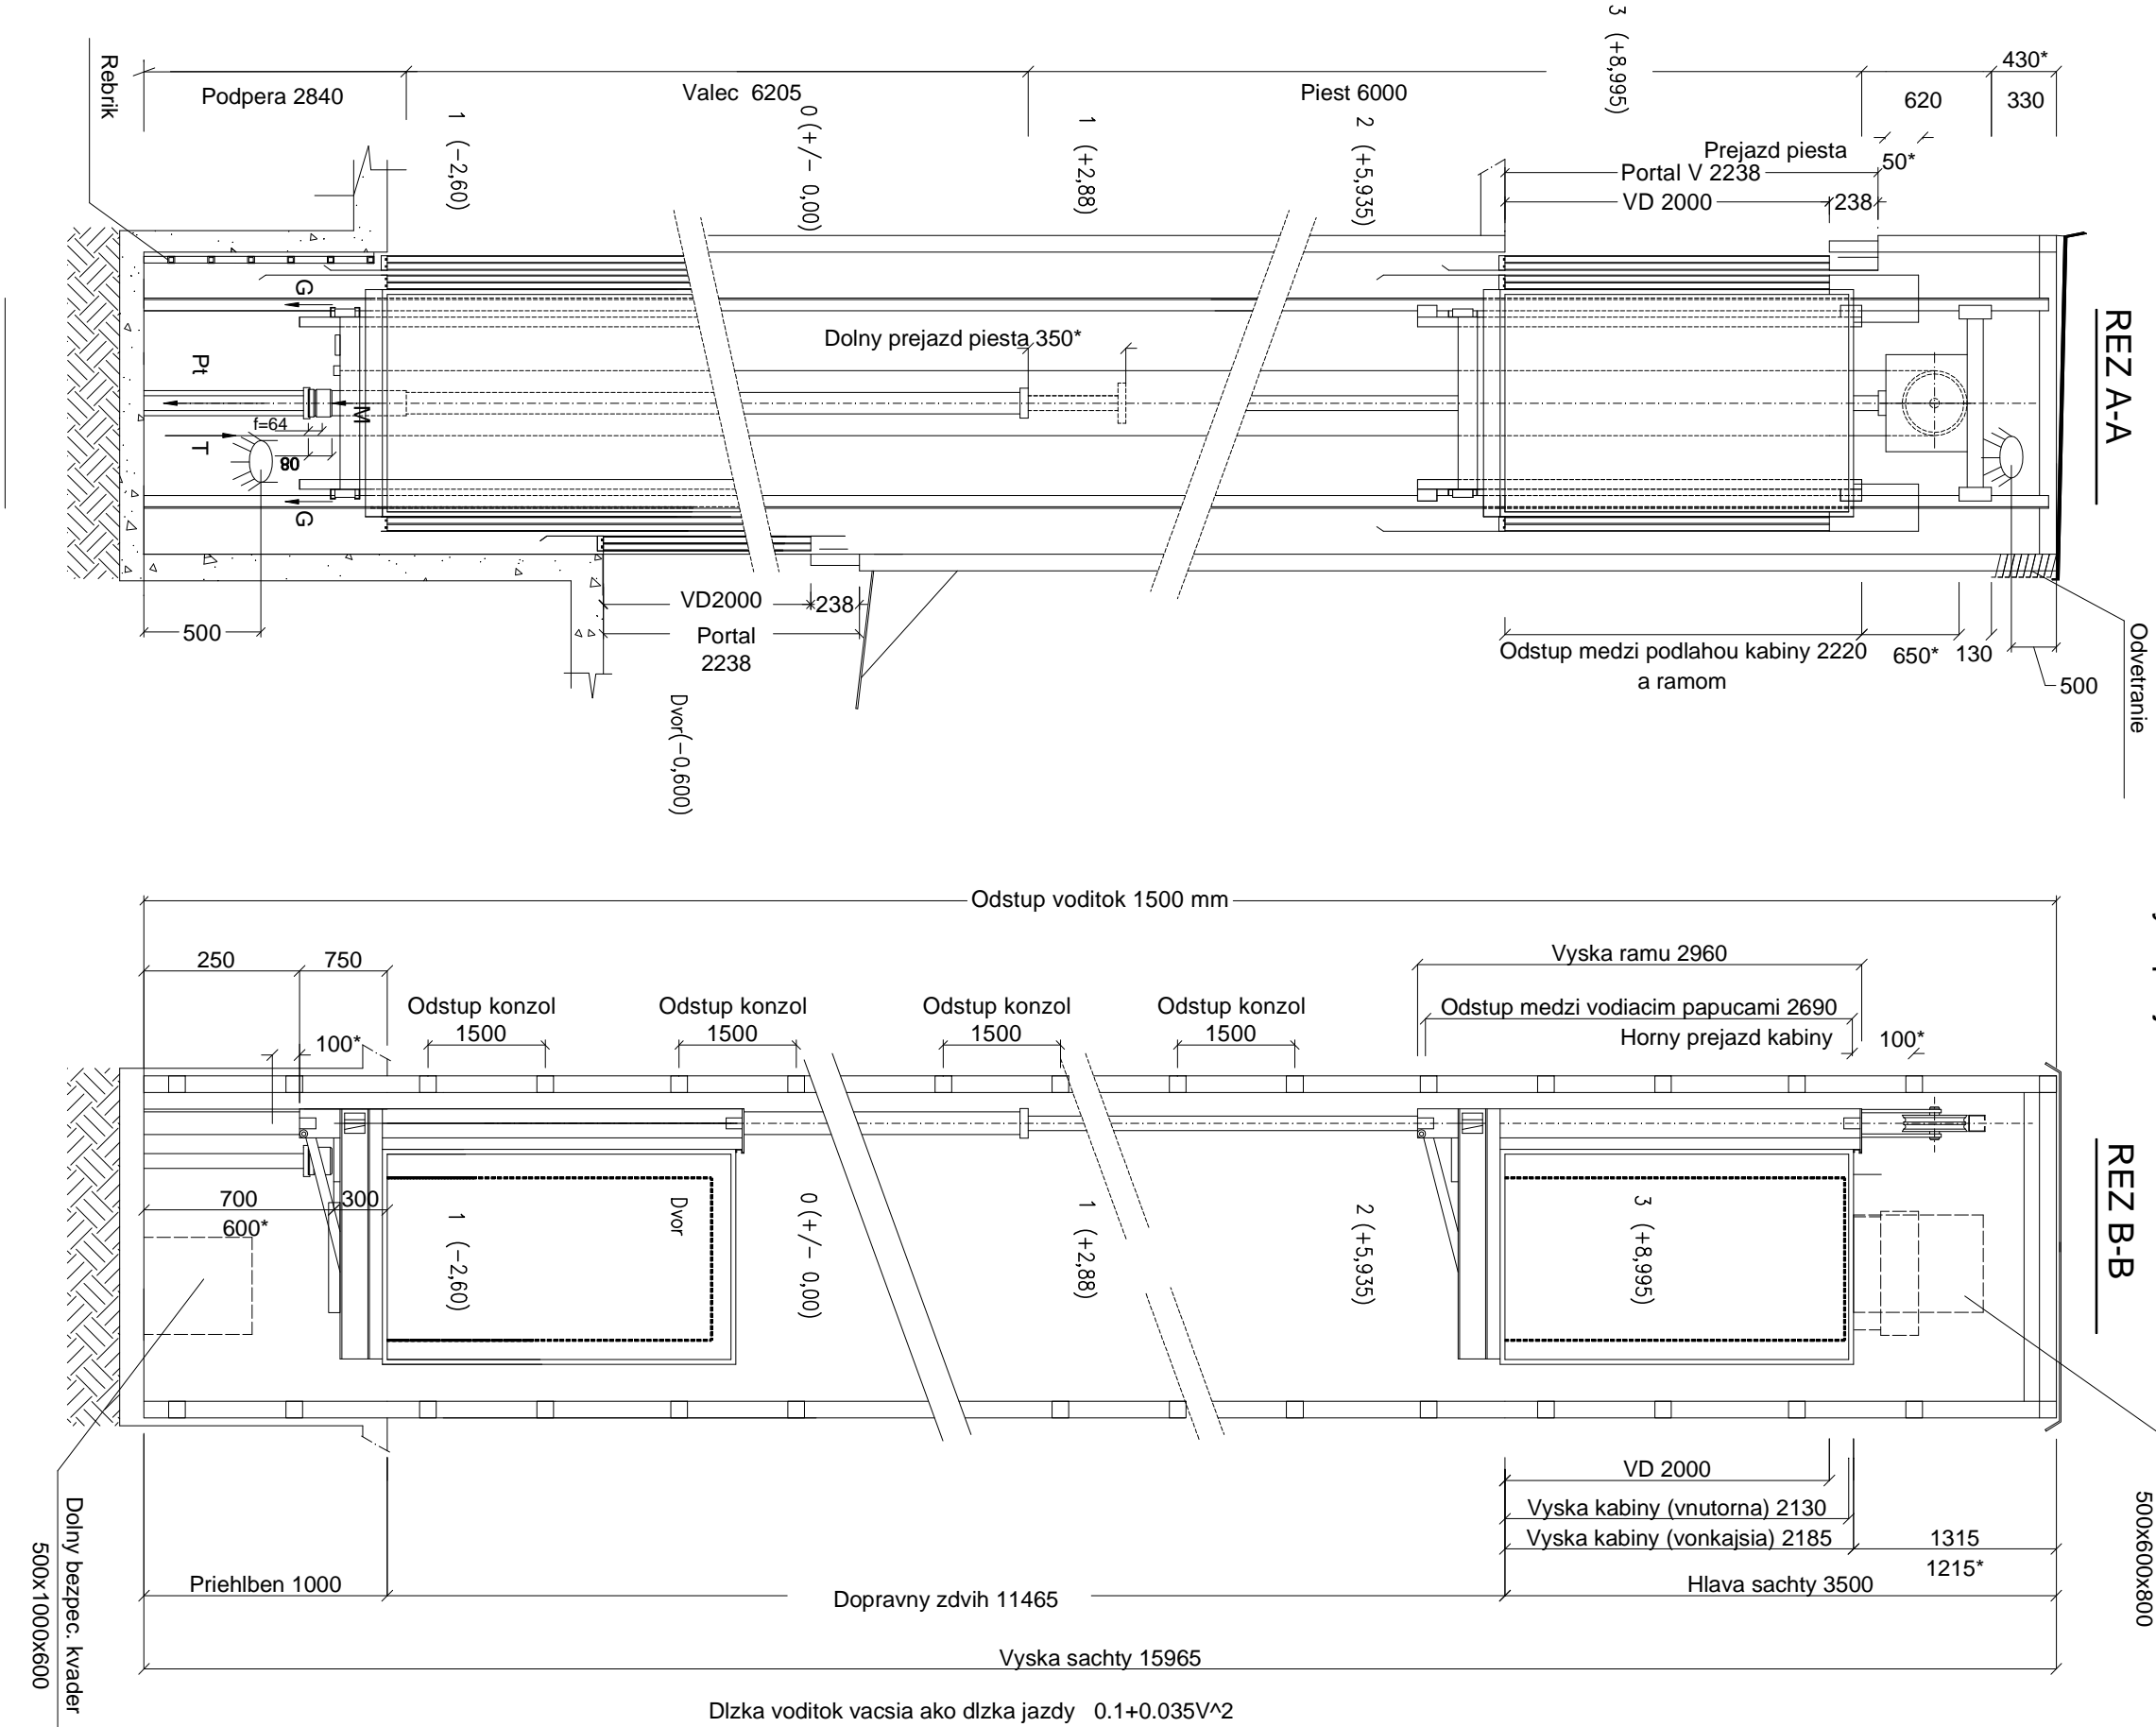 3 (+8,995)
430*
Rebrik
Podpera 2840
Valec 6205
Piest 6000
620
330
1 (-2,60)
0 (+/- 0,00)
1 (+2,88)
2 (+5,935)
Prejazd piesta
50*
Portal V 2238
VD 2000
238
REZ A-A
G
Dolny prejazd piesta 350*
Pt
M
f=64
T
80
G
VD2000
238
500
Portal
2238
Odstup medzi podlahou kabiny 2220
a ramom
650*
130
500
Odvetranie
Dvor(-0,600)
Odstup voditok 1500 mm
250
750
Vyska ramu 2960
Odstup konzol
1500
Odstup konzol
1500
Odstup konzol
1500
Odstup konzol
1500
Odstup medzi vodiacim papucami 2690
Horny prejazd kabiny
100*
100*
REZ B-B
700
300
600*
1 (-2,60)
Dvor
0 (+/- 0,00)
1 (+2,88)
2 (+5,935)
3 (+8,995)
VD 2000
Vyska kabiny (vnutorna) 2130
Vyska kabiny (vonkajsia) 2185
1315
1215*
500x600x800
Dolny bezpec. kvader
500x1000x600
Priehlben 1000
Dopravny zdvih 11465
Hlava sachty 3500
Vyska sachty 15965
Dlzka voditok vacsia ako dlzka jazdy 0.1+0.035V^2